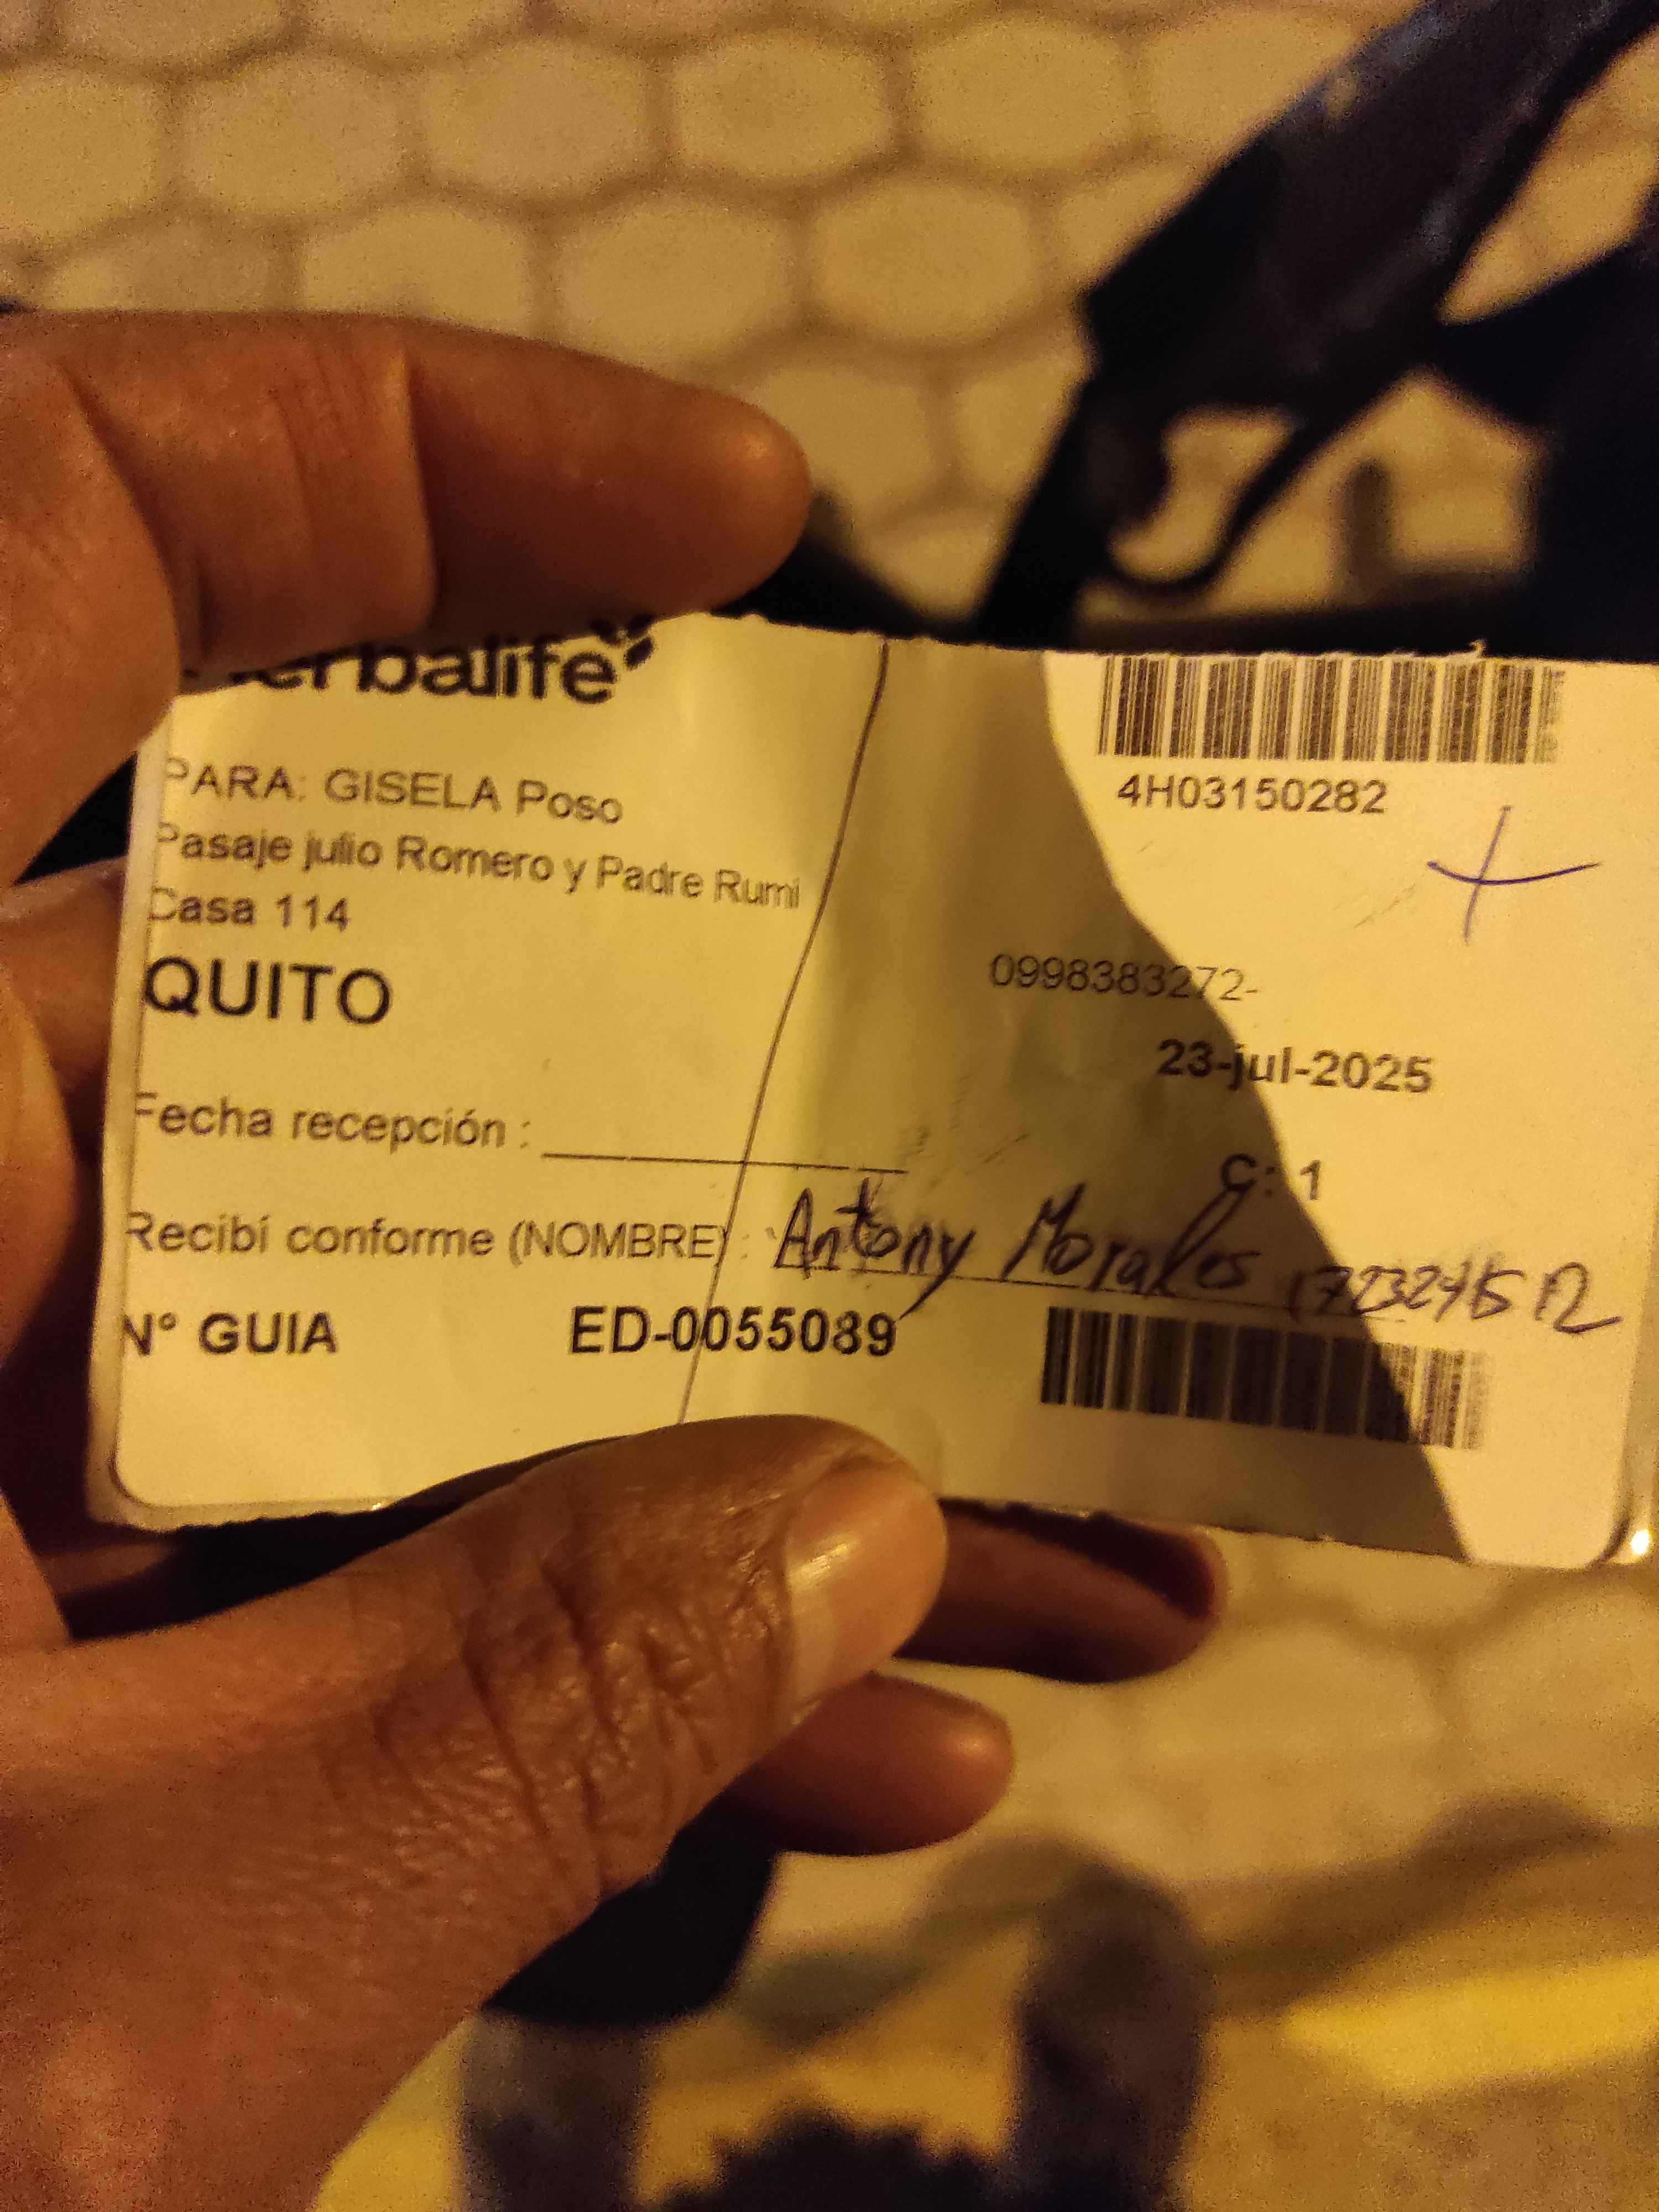 Herbalife
4H03150282
PARA: GISELA Poso
Pasaje julio Romero y Padre Rumi
Casa 114
QUITO
0998383272-
23-jul-2025
Fecha recepción :
C: 1
Recibí conforme (NOMBRE) : Antony Morales
N° GUIA ED-0055089